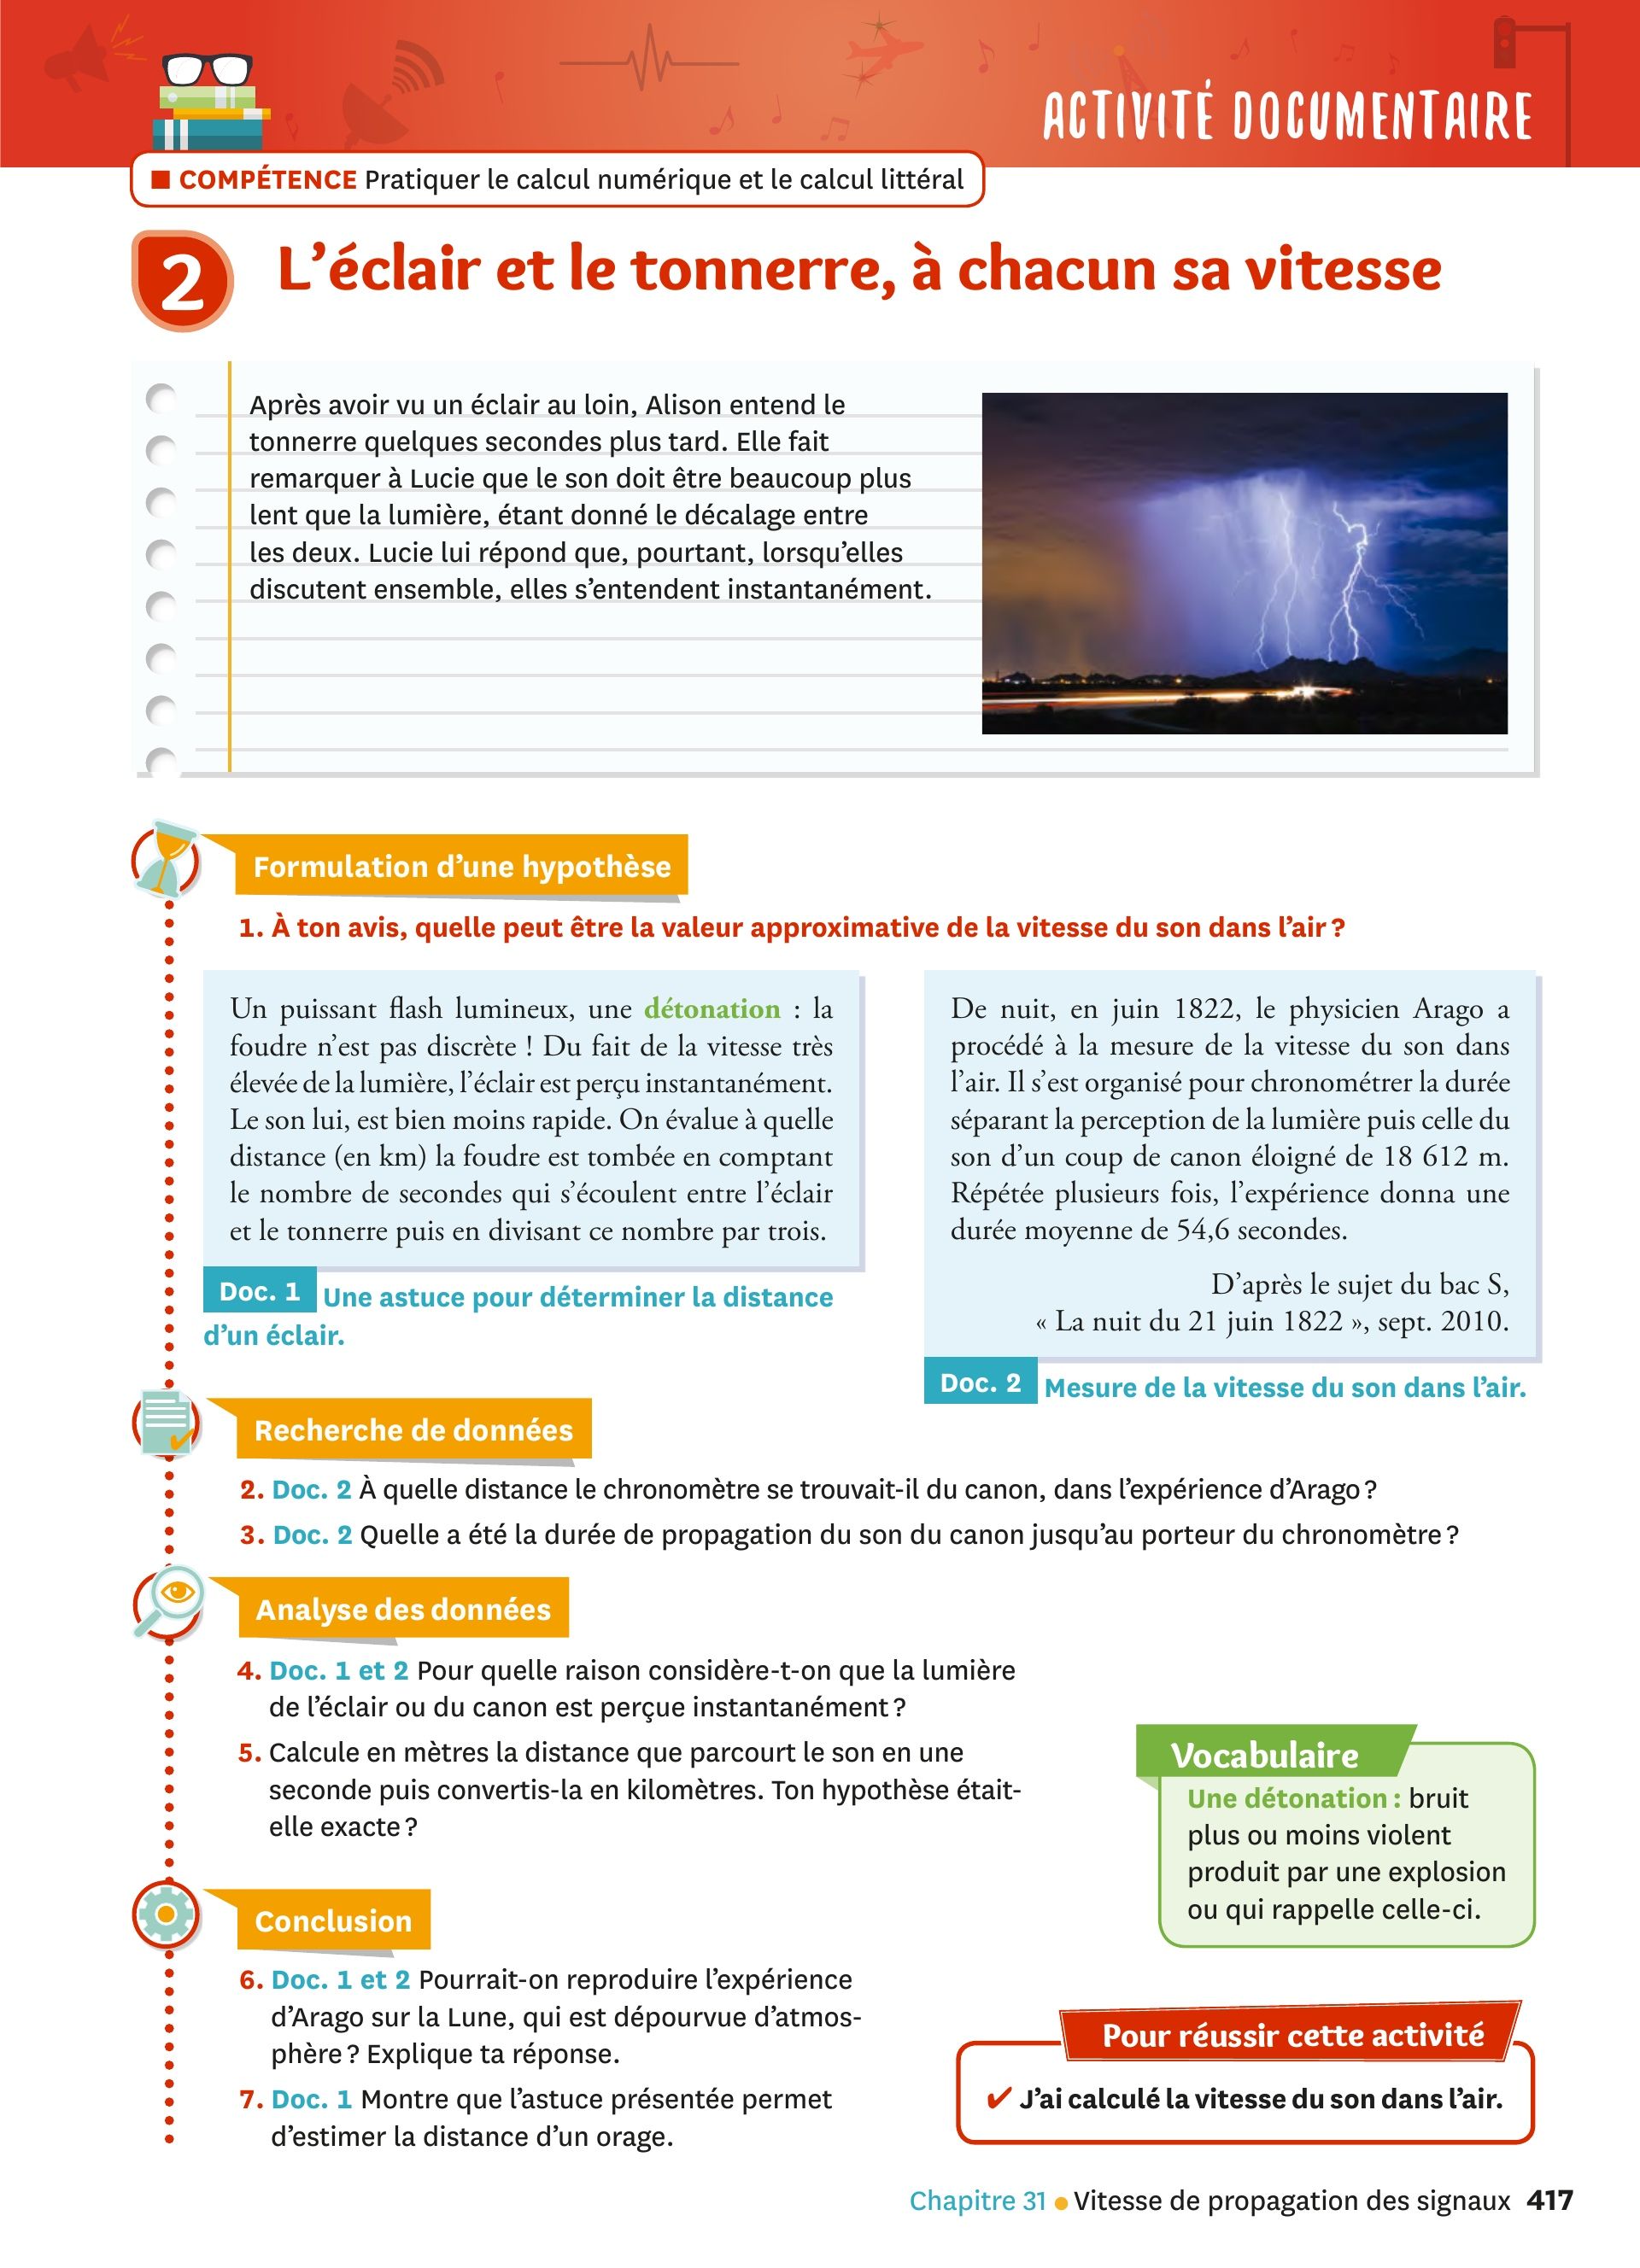 ACTIVITÉ DOCUMENTAIRE
■ COMPÉTENCE Pratiquer le calcul numérique et le calcul littéral
2 L'éclair et le tonnerre, à chacun sa vitesse
Après avoir vu un éclair au loin, Alison entend le
tonnerre quelques secondes plus tard. Elle fait
remarquer à Lucie que le son doit être beaucoup plus
lent que la lumière, étant donné le décalage entre
les deux. Lucie lui répond que, pourtant, lorsqu'elles
discutent ensemble, elles s'entendent instantanément.
Formulation d'une hypothèse
1. À ton avis, quelle peut être la valeur approximative de la vitesse du son dans l'air ?
Un puissant flash lumineux, une détonation : la
foudre n'est pas discrète ! Du fait de la vitesse très
élevée de la lumière, l'éclair est perçu instantanément.
Le son lui, est bien moins rapide. On évalue à quelle
distance (en km) la foudre est tombée en comptant
le nombre de secondes qui s'écoulent entre l'éclair
et le tonnerre puis en divisant ce nombre par trois.
Doc. 1 Une astuce pour déterminer la distance
d'un éclair.
De nuit, en juin 1822, le physicien Arago a
procédé à la mesure de la vitesse du son dans
l'air. Il s'est organisé pour chronométrer la durée
séparant la perception de la lumière puis celle du
son d'un coup de canon éloigné de 18 612 m.
Répétée plusieurs fois, l'expérience donna une
durée moyenne de 54,6 secondes.
D'après le sujet du bac S,
« La nuit du 21 juin 1822 », sept. 2010.
Doc. 2 Mesure de la vitesse du son dans l'air.
Recherche de données
2. Doc. 2 À quelle distance le chronomètre se trouvait-il du canon, dans l'expérience d'Arago ?
3. Doc. 2 Quelle a été la durée de propagation du son du canon jusqu'au porteur du chronomètre ?
Analyse des données
4. Doc. 1 et 2 Pour quelle raison considère-t-on que la lumière
de l'éclair ou du canon est perçue instantanément ?
5. Calcule en mètres la distance que parcourt le son en une
seconde puis convertis-la en kilomètres. Ton hypothèse était-
elle exacte ?
Vocabulaire
Une détonation : bruit
plus ou moins violent
produit par une explosion
ou qui rappelle celle-ci.
Conclusion
6. Doc. 1 et 2 Pourrait-on reproduire l'expérience
d'Arago sur la Lune, qui est dépourvue d'atmos-
phère ? Explique ta réponse.
7. Doc. 1 Montre que l'astuce présentée permet
d'estimer la distance d'un orage.
Pour réussir cette activité
✔ J'ai calculé la vitesse du son dans l'air.
Chapitre 31 ● Vitesse de propagation des signaux 417